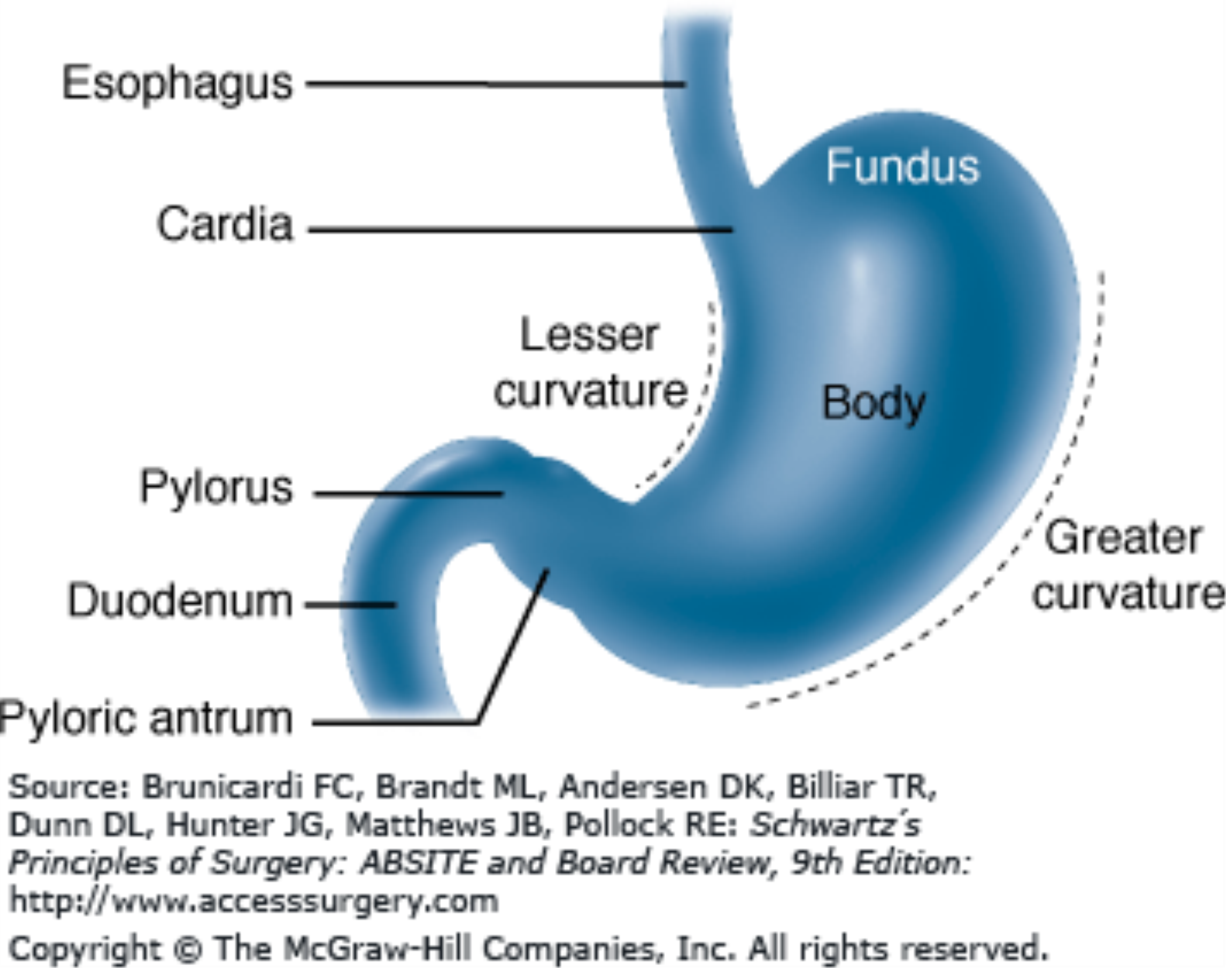 Esophagus
Fundus
Cardia
Lesser
curvature
Body
Pylorus
Greater
curvature
Duodenum
Pyloric antrum
Source: Brunicardi FC, Brandt ML, Andersen DK, Billiar TR,
Dunn DL, Hunter JG, Matthews JB, Pollock RE: Schwartz´s
Principles of Surgery: ABSITE and Board Review, 9th Edition:
http://www.accesssurgery.com
Copyright © The McGraw-Hill Companies, Inc. All rights reserved.